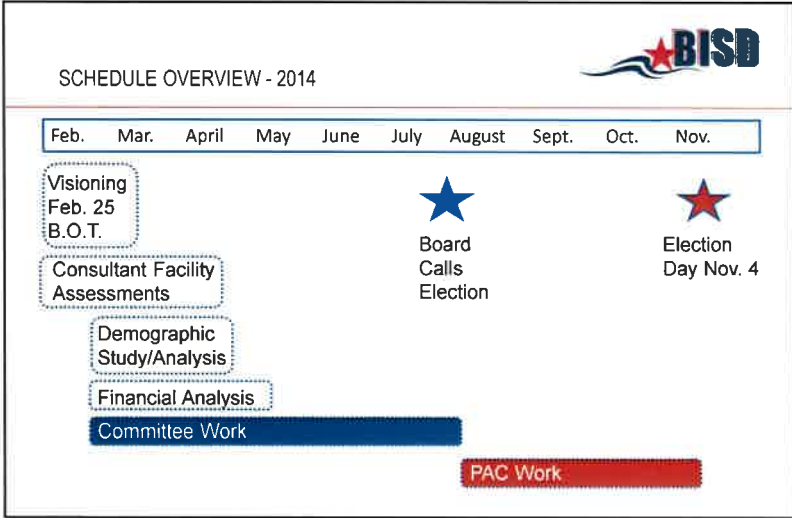 BISD
SCHEDULE OVERVIEW - 2014
Feb. Mar. April May June July August Sept. Oct. Nov.
Visioning
Feb. 25
B.O.T.
Board
Calls
Election
Election
Day Nov. 4
Consultant Facility
Assessments
Demographic
Study/Analysis
Financial Analysis
Committee Work
PAC Work